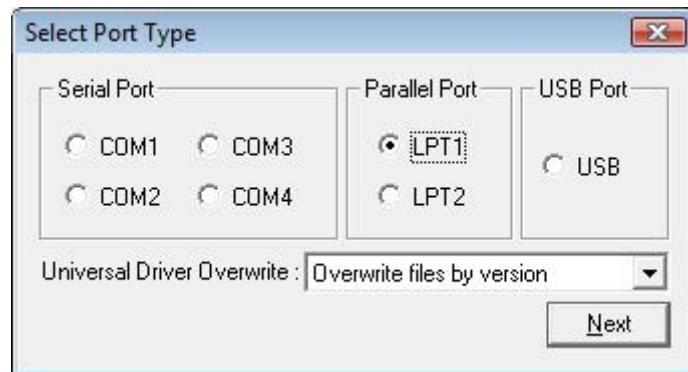 Select Port Type
Serial Port
COM1 COM3
COM2 COM4
Parallel Port
LPT1
LPT2
USB Port
USB
Universal Driver Overwrite : Overwrite files by version
Next